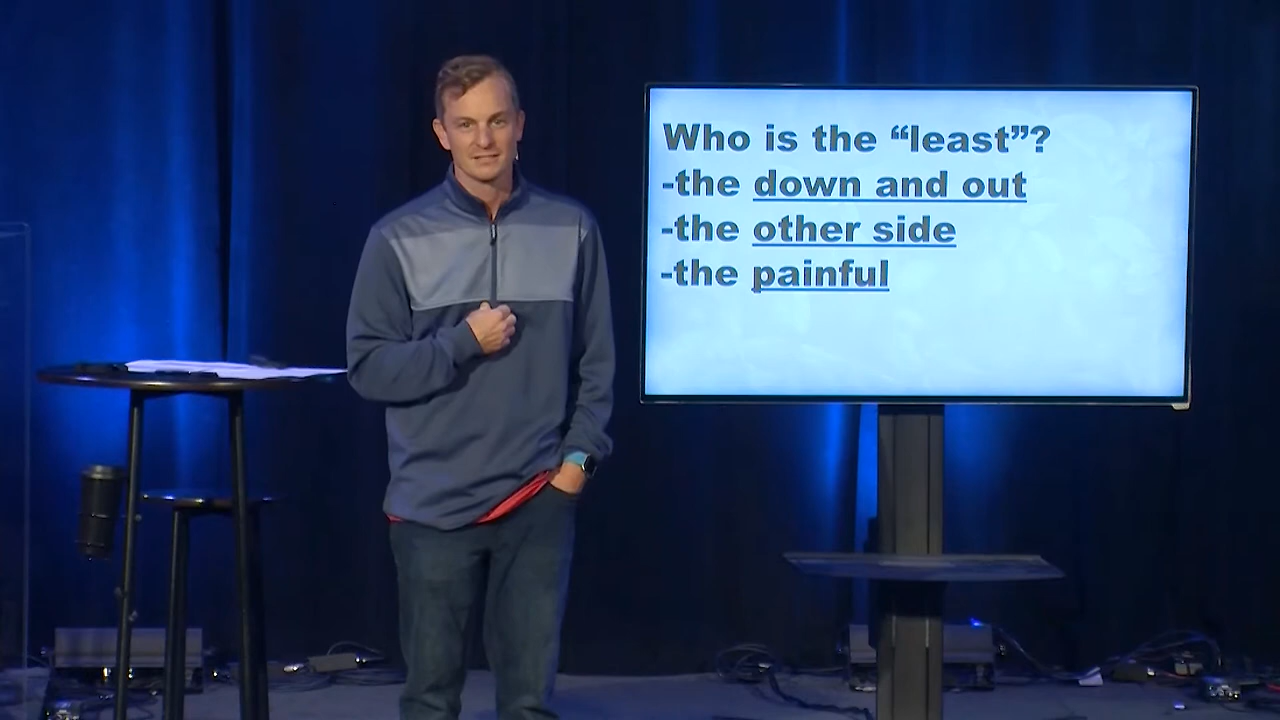 Who is the “least”?
-the down and out
-the other side
-the painful